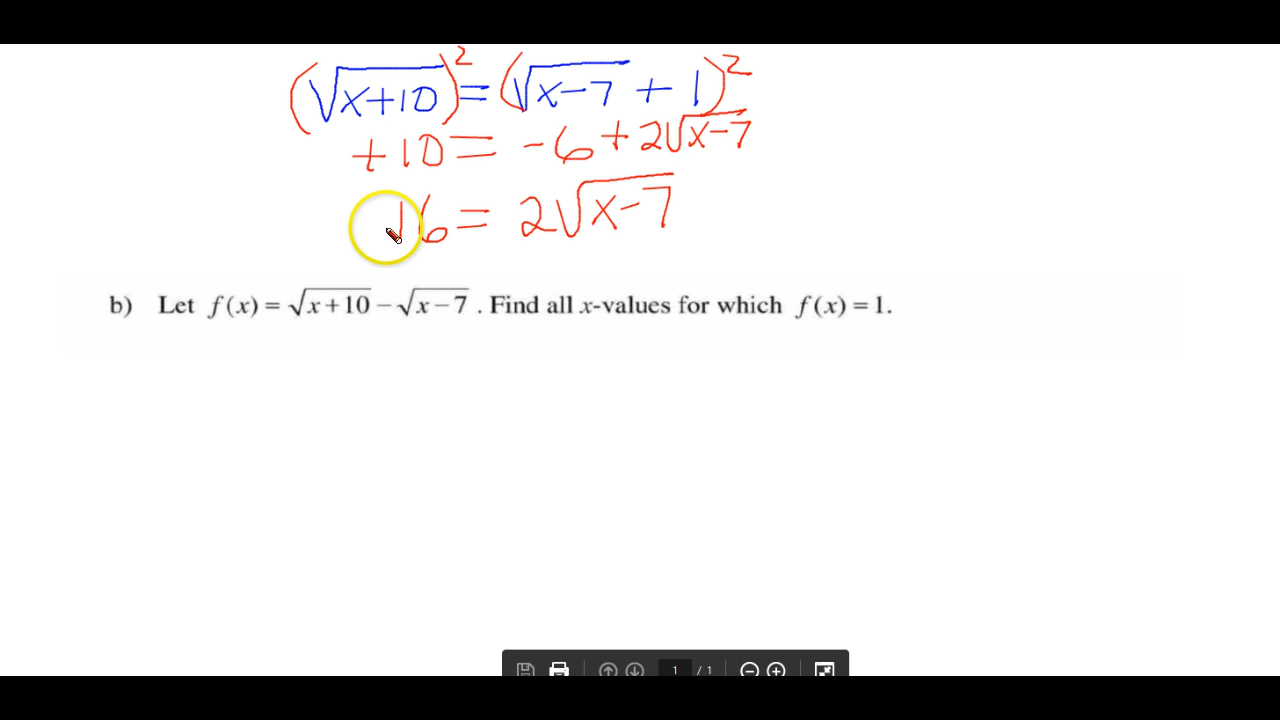 (√x+10)² = (√x-7 + 1)²
+10 = -6 + 2√x-7
16 = 2√x-7
b) Let f(x) = √x+10 − √x−7 . Find all x-values for which f(x) = 1.
1 / 1